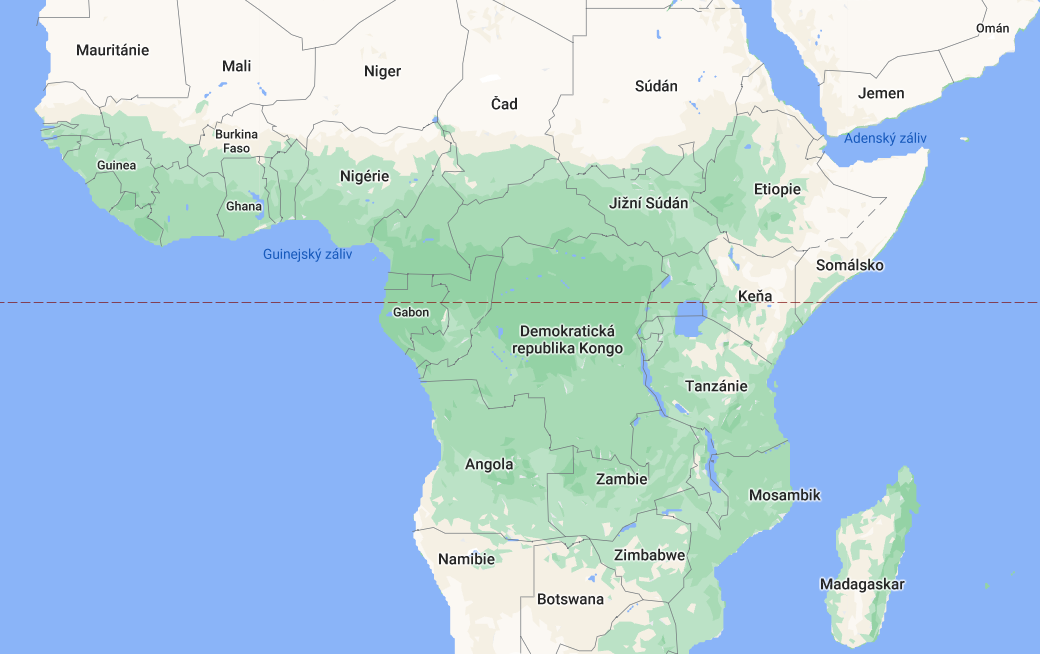 Omán
Mauritánie
Mali
Niger
Súdán
Jemen
Čad
Burkina
Faso
Adenský záliv
Guinea
Nigérie
Etiopie
Ghana
Jižní Súdán
Guinejský záliv
Somálsko
Keňa
Gabon
Demokratická
republika Kongo
Tanzánie
Angola
Zambie
Mosambik
Namibie
Zimbabwe
Madagaskar
Botswana